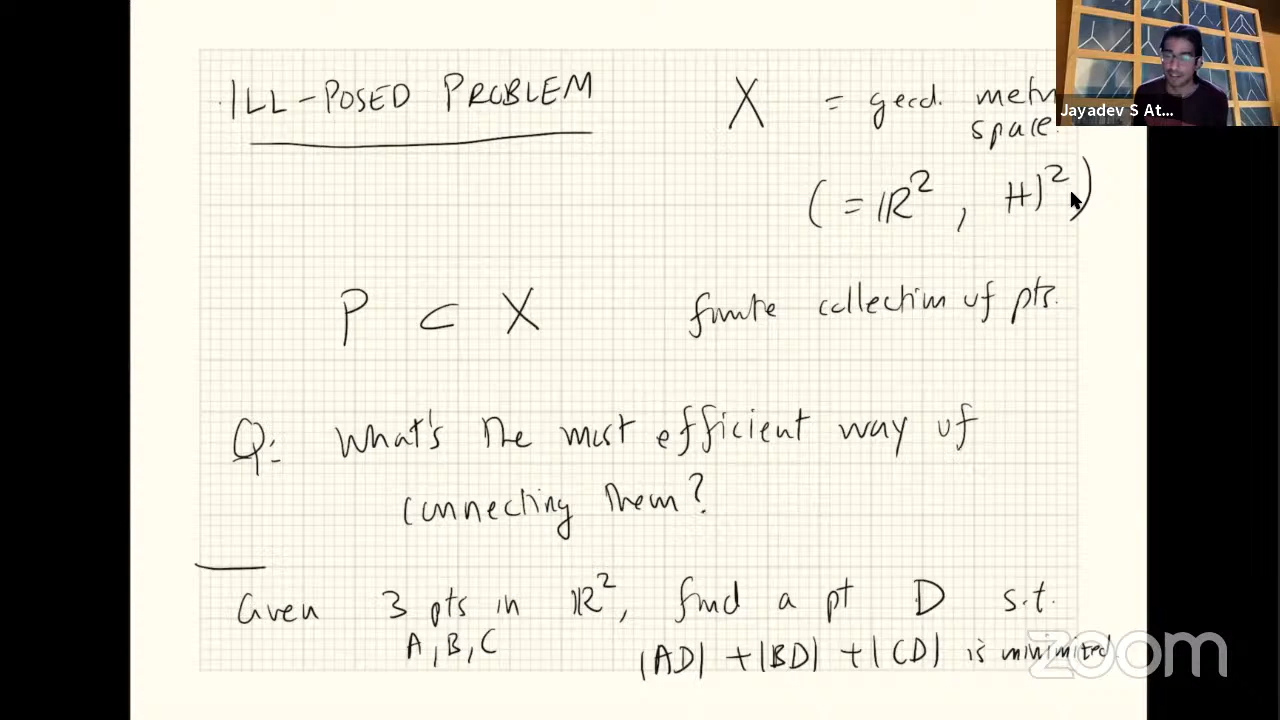 ILL-POSED PROBLEM
X = geod. metr
space.
Jayadev S At...
(= ℝ², ℍ²)
P ⊂ X finite collection of pts.
Q: What's the most efficient way of
connecting them?
Given 3 pts in ℝ², find a pt D s.t.
A, B, C |AD| + |BD| + |CD| is minimized
zoom